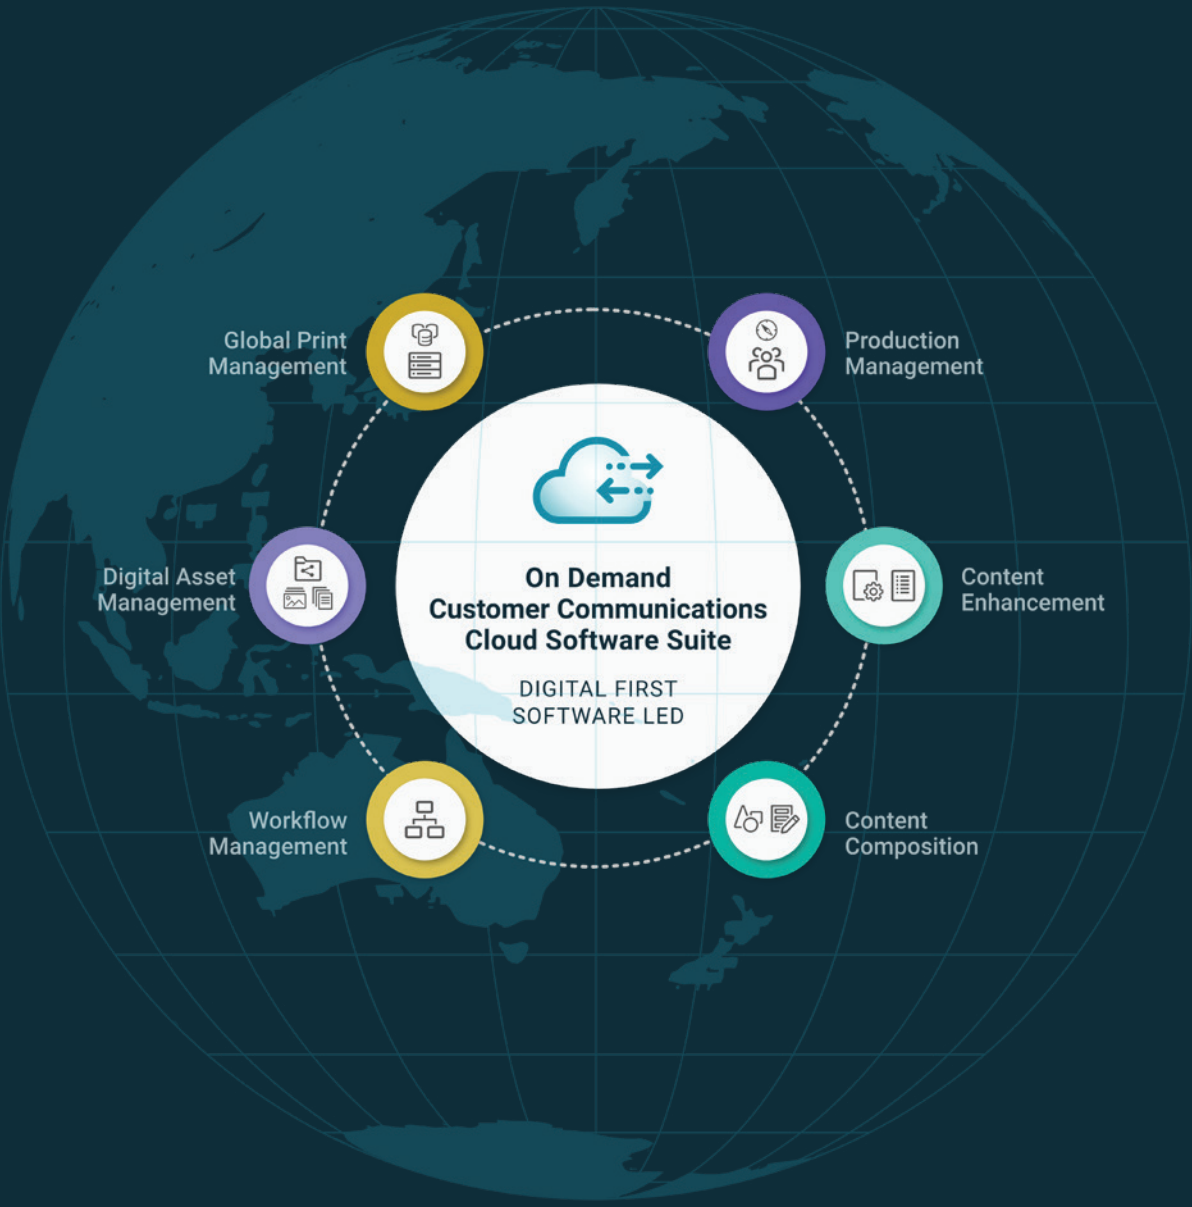 Global Print
Management
Production
Management
Digital Asset
Management
On Demand
Customer Communications
Cloud Software Suite
DIGITAL FIRST
SOFTWARE LED
Content
Enhancement
Workflow
Management
Content
Composition